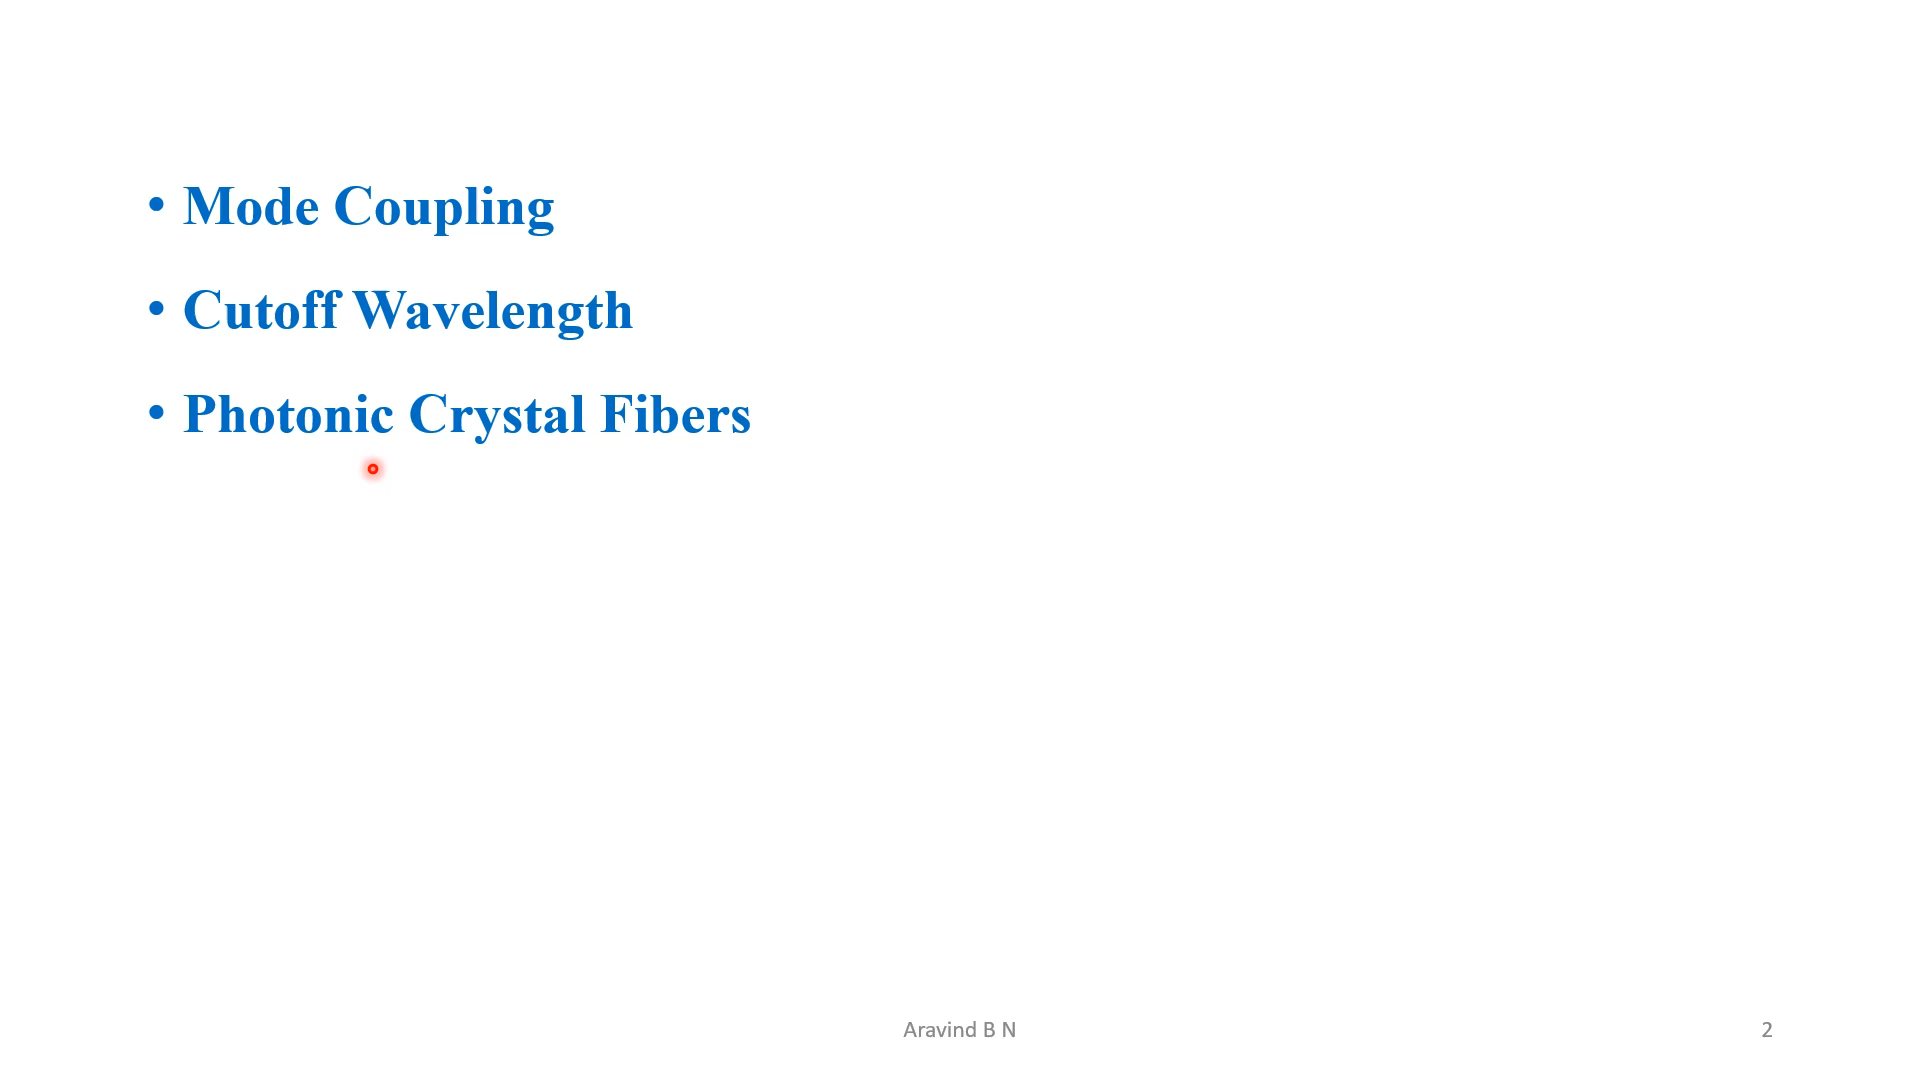 • Mode Coupling
• Cutoff Wavelength
• Photonic Crystal Fibers
Aravind B N
2